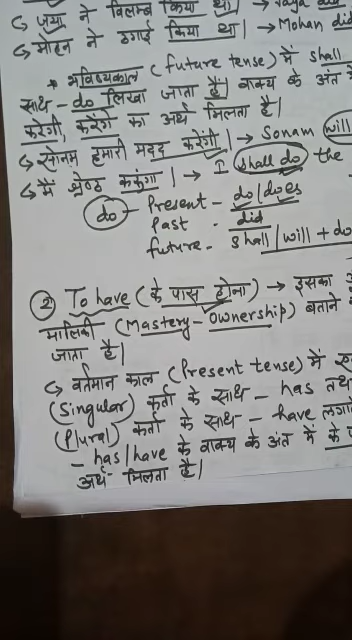 ↳ जया ने विलम्ब किया था। → Jaya did
↳ मोहन ने ठगाई किया था। → Mohan did
* भविष्यकाल (future tense) में shall
साथ - do लिखा जाता है। वाक्य के अंत में
करेगी, करेंगे का अर्थ मिलता है।
↳ सोनम हमारी मदद करेंगी। → Sonam will
↳ मैं श्रेष्ठ करूंगा। → I shall do the
do - Present - do/does
Past - did
future - shall/will + do
② To have (के पास होना) → इसका
मालिकी (Mastery - ownership) बताने
जाता है।
↳ वर्तमान काल (Present tense) में
(Singular) कर्ता के साथ - has तथा
(Plural) कर्ता के साथ - have लगा
- has/have के वाक्य के अंत में के
अर्थ मिलता है।